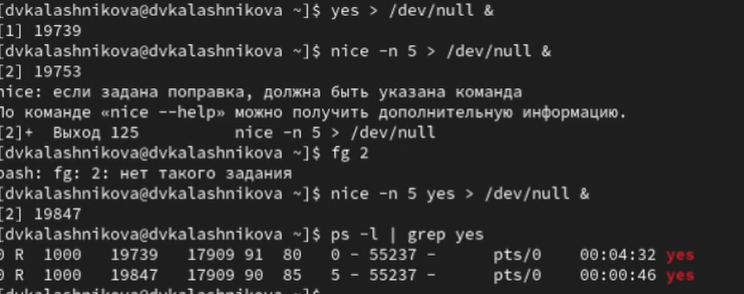 [dvkalashnikova@dvkalashnikova ~]$ yes > /dev/null &
[1] 19739
[dvkalashnikova@dvkalashnikova ~]$ nice -n 5 > /dev/null &
[2] 19753
nice: если задана поправка, должна быть указана команда
По команде «nice --help» можно получить дополнительную информацию.
[2]+  Выход 125           nice -n 5 > /dev/null
[dvkalashnikova@dvkalashnikova ~]$ fg 2
bash: fg: 2: нет такого задания
[dvkalashnikova@dvkalashnikova ~]$ nice -n 5 yes > /dev/null &
[2] 19847
[dvkalashnikova@dvkalashnikova ~]$ ps -l | grep yes
0 R  1000   19739   17909 91  80   0 - 55237 -      pts/0    00:04:32 yes
0 R  1000   19847   17909 90  85   5 - 55237 -      pts/0    00:00:46 yes